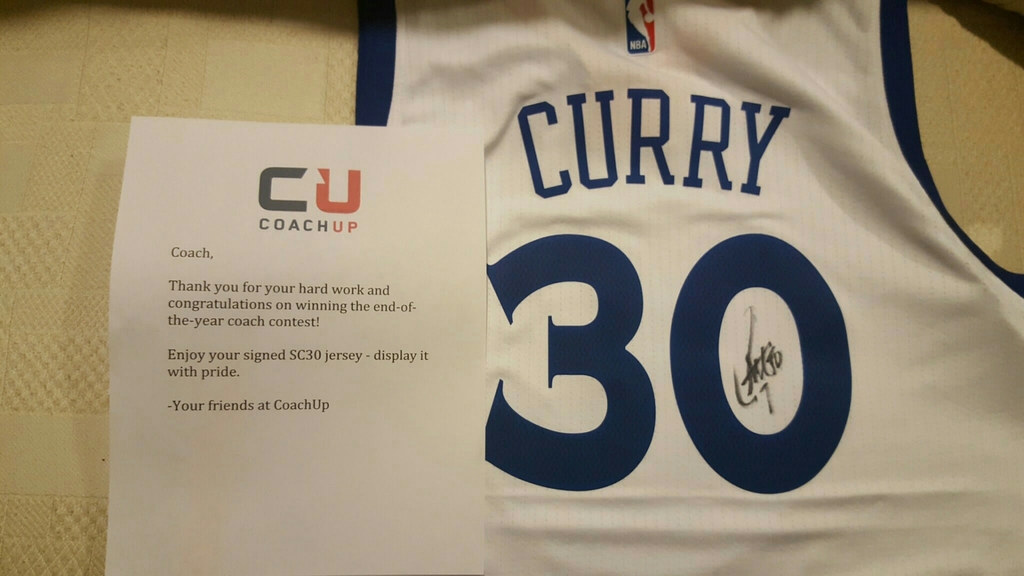 CU
COACHUP
Coach,
Thank you for your hard work and
congratulations on winning the end-of-
the-year coach contest!
Enjoy your signed SC30 jersey - display it
with pride.
-Your friends at CoachUp
NBA
CURRY
30